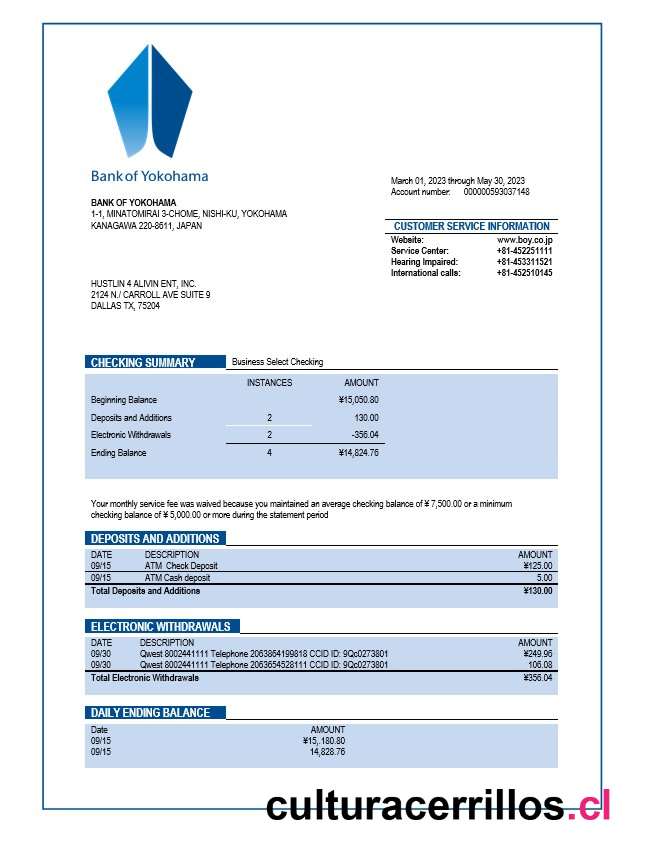 Bank of Yokohama
March 01, 2023 through May 30, 2023
Account number: 000000593037148
BANK OF YOKOHAMA
1-1, MINATOMIRAI 3-CHOME, NISHI-KU, YOKOHAMA
KANAGAWA 220-8611, JAPAN
CUSTOMER SERVICE INFORMATION
Website: www.boy.co.jp
Service Center: +81-452251111
Hearing Impaired: +81-453311521
International calls: +81-452510145
HUSTLIN 4 ALIVIN ENT, INC.
2124 N./ CARROLL AVE SUITE 9
DALLAS TX, 75204
CHECKING SUMMARY Business Select Checking
INSTANCES AMOUNT
Beginning Balance ¥15,050.80
Deposits and Additions 2 130.00
Electronic Withdrawals 2 -356.04
Ending Balance 4 ¥14,824.76
Your monthly service fee was waived because you maintained an average checking balance of ¥ 7,500.00 or a minimum
checking balance of ¥ 5,000.00 or more during the statement period
DEPOSITS AND ADDITIONS
DATE DESCRIPTION AMOUNT
09/15 ATM Check Deposit ¥125.00
09/15 ATM Cash deposit 5.00
Total Deposits and Additions ¥130.00
ELECTRONIC WITHDRAWALS
DATE DESCRIPTION AMOUNT
09/30 Qwest 8002441111 Telephone 2063864199818 CCID ID: 9Qc0273801 ¥249.96
09/30 Qwest 8002441111 Telephone 2063654528111 CCID ID: 9Qc0273801 106.08
Total Electronic Withdrawals ¥356.04
DAILY ENDING BALANCE
Date AMOUNT
09/15 ¥15,.180.80
09/15 14,828.76
culturacerrillos.cl